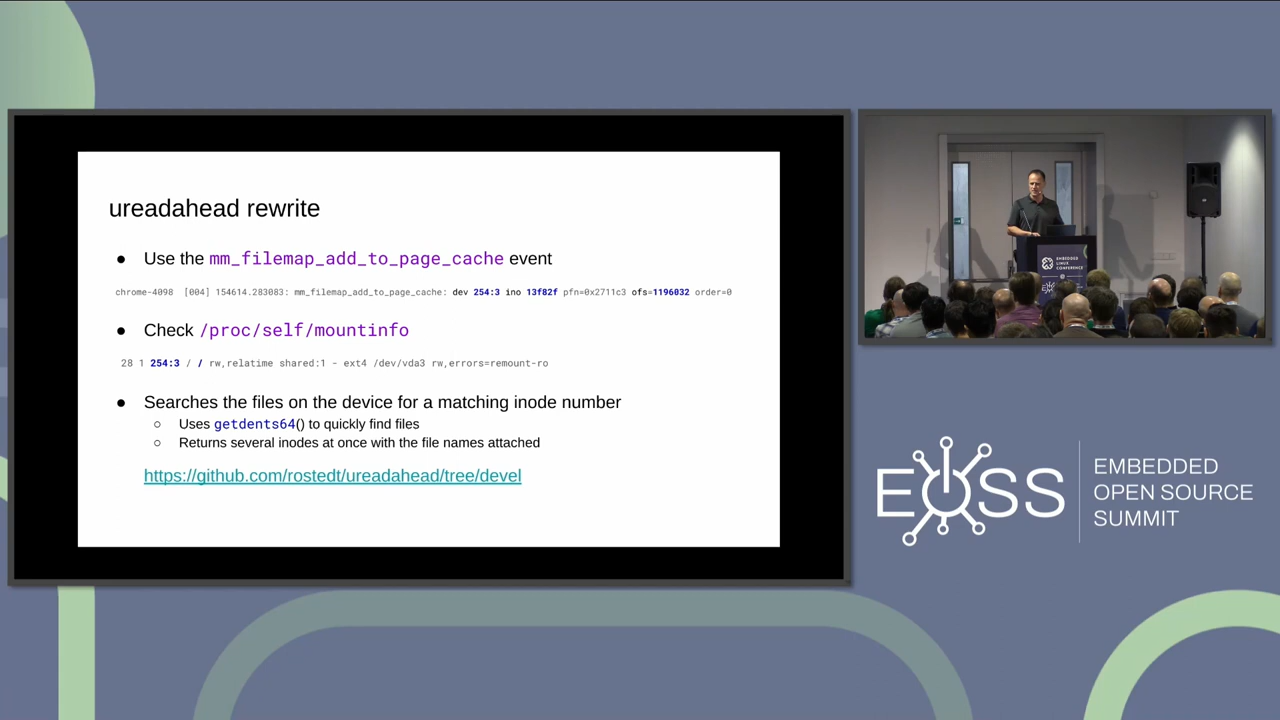 ureadahead rewrite
● Use the mm_filemap_add_to_page_cache event
chrome-4098 [004] 154614.283083: mm_filemap_add_to_page_cache: dev 254:3 ino 13f82f pfn=0x2711c3 ofs=1196032 order=0
● Check /proc/self/mountinfo
28 1 254:3 / / rw,relatime shared:1 - ext4 /dev/vda3 rw,errors=remount-ro
● Searches the files on the device for a matching inode number
○ Uses getdents64() to quickly find files
○ Returns several inodes at once with the file names attached
https://github.com/rostedt/ureadahead/tree/devel
EMBEDDED
LINUX
CONFERENCE
EOSS
EMBEDDED
OPEN SOURCE
SUMMIT